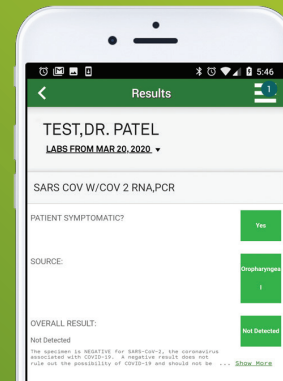 5:46
Results
1
TEST,DR. PATEL
LABS FROM MAR 20, 2020
SARS COV W/COV 2 RNA,PCR
PATIENT SYMPTOMATIC?
Yes
SOURCE:
Oropharyngea
l
OVERALL RESULT:
Not Detected
Not Detected
The specimen is NEGATIVE for SARS-CoV-2, the coronavirus
associated with COVID-19. A negative result does not
rule out the possibility of COVID-19 and should not be ... Show More